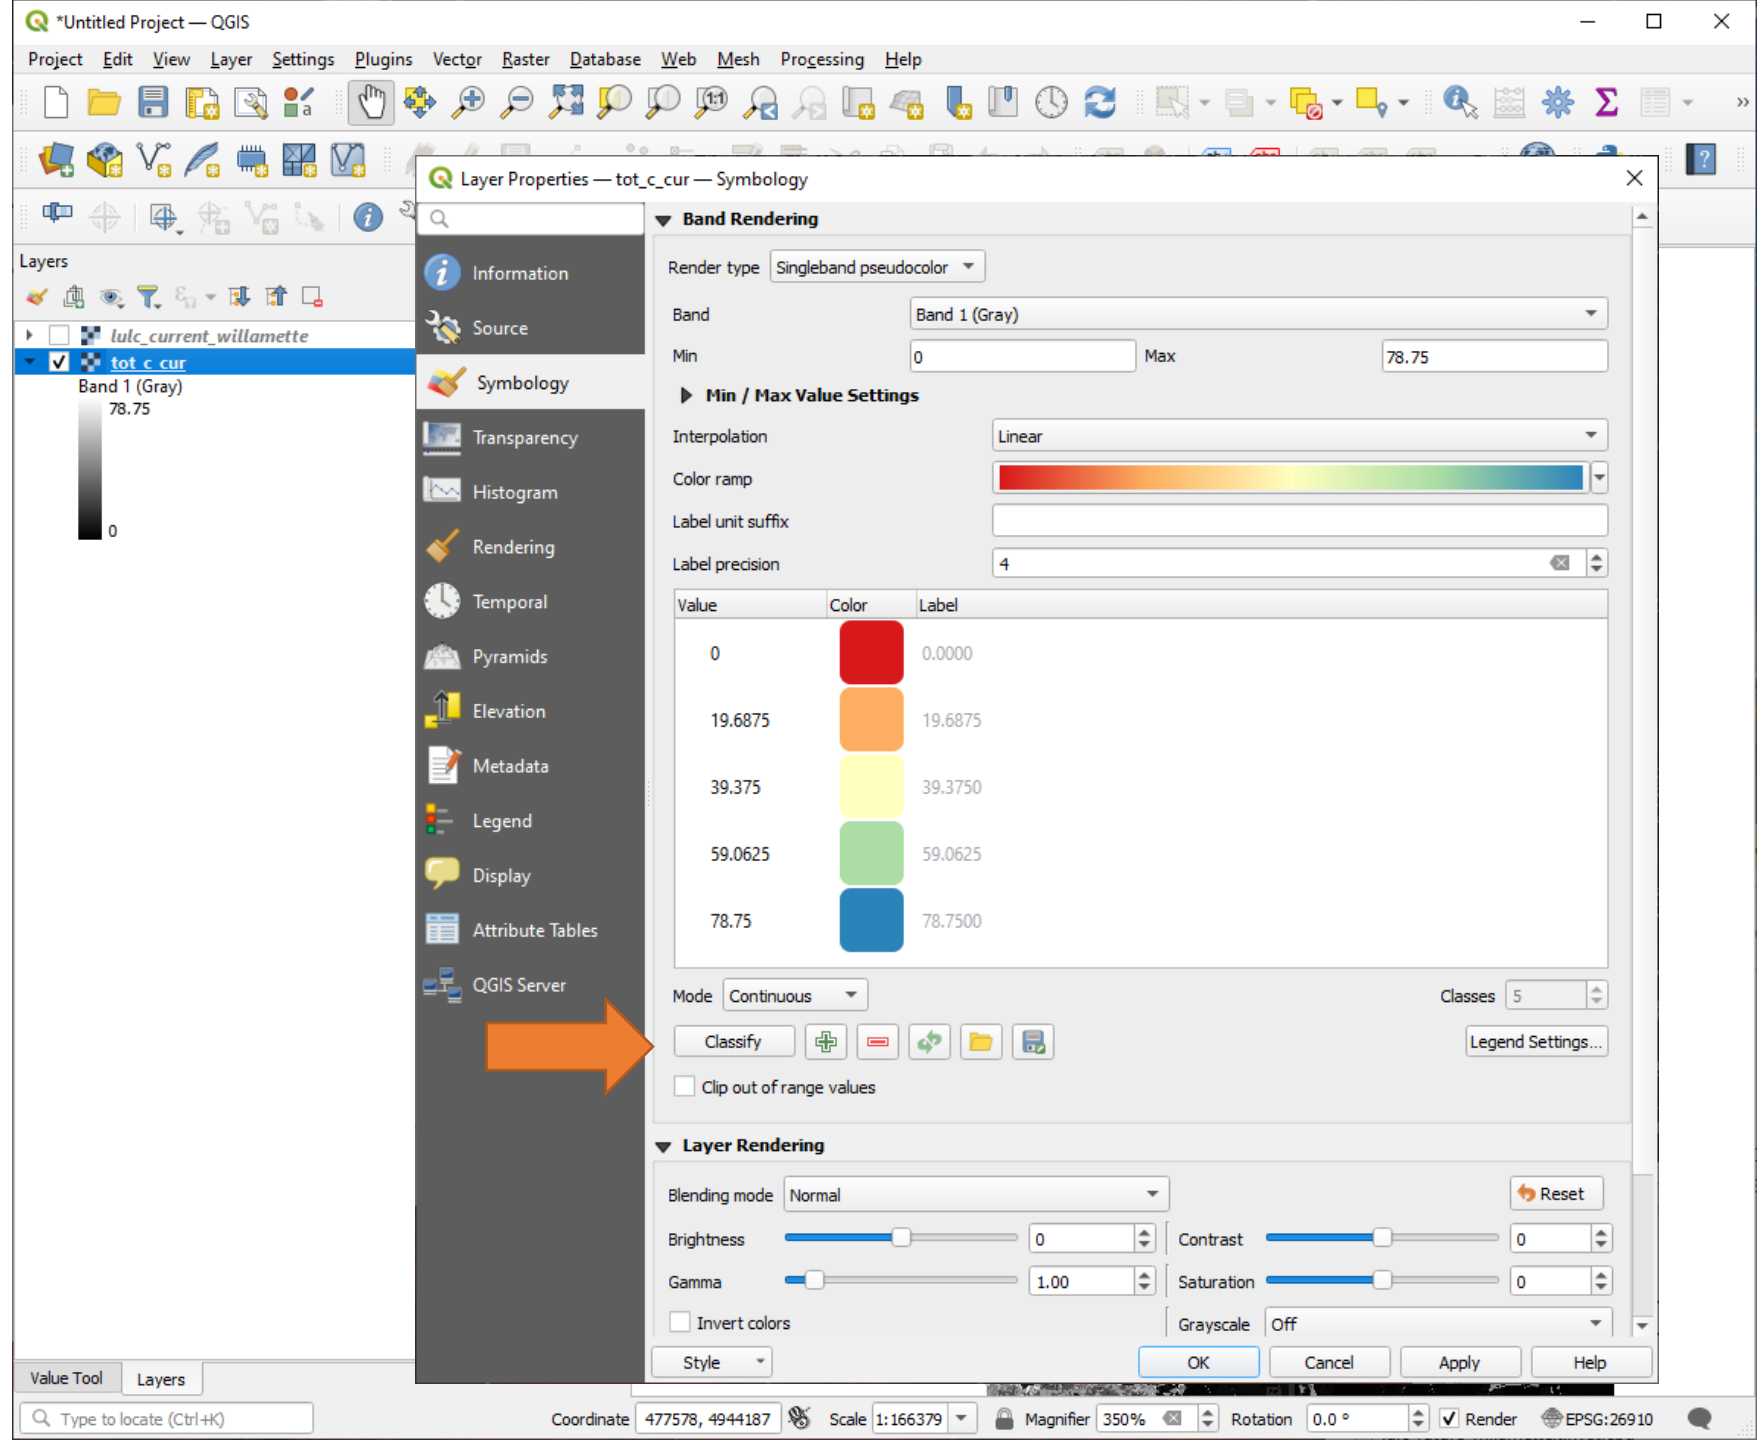 *Untitled Project — QGIS
Project Edit View Layer Settings Plugins Vector Raster Database Web Mesh Processing Help
Layer Properties — tot_c_cur — Symbology
Layers
lulc_current_willamette
tot_c_cur
Band 1 (Gray)
78.75
0
Information
Source
Symbology
Transparency
Histogram
Rendering
Temporal
Pyramids
Elevation
Metadata
Legend
Display
Attribute Tables
QGIS Server
Band Rendering
Render type Singleband pseudocolor
Band Band 1 (Gray)
Min 0 Max 78.75
Min / Max Value Settings
Interpolation Linear
Color ramp
Label unit suffix
Label precision 4
Value Color Label
0 0.0000
19.6875 19.6875
39.375 39.3750
59.0625 59.0625
78.75 78.7500
Mode Continuous Classes 5
Classify Legend Settings...
Clip out of range values
Layer Rendering
Blending mode Normal Reset
Brightness 0 Contrast 0
Gamma 1.00 Saturation 0
Invert colors Grayscale Off
Style OK Cancel Apply Help
Value Tool Layers
Type to locate (Ctrl+K) Coordinate 477578, 4944187 Scale 1:166379 Magnifier 350% Rotation 0.0 ° Render EPSG:26910